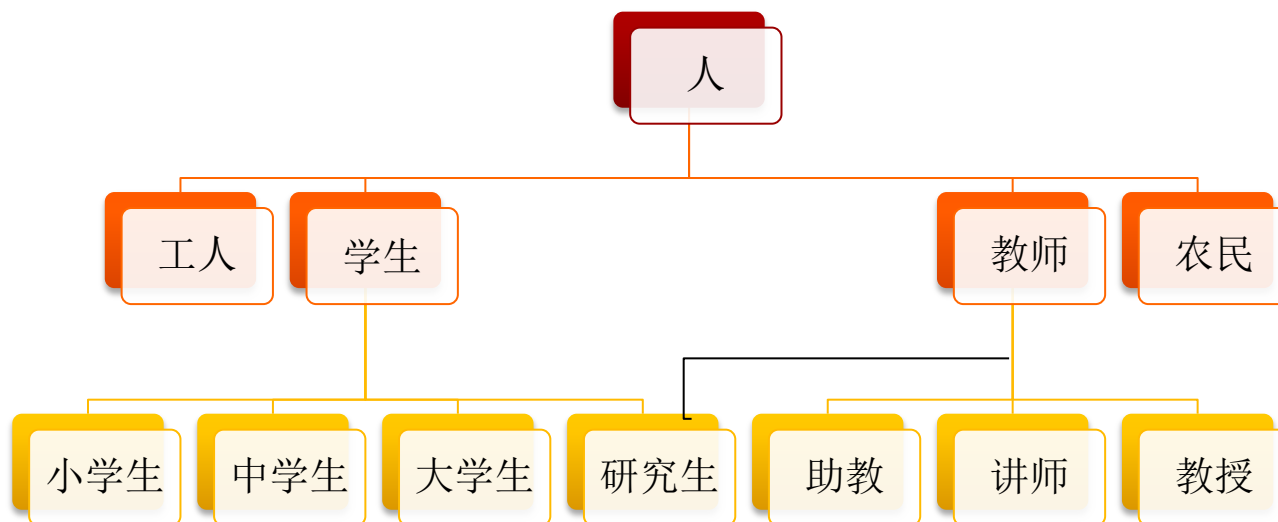 人
工人
学生
教师
农民
小学生
中学生
大学生
研究生
助教
讲师
教授